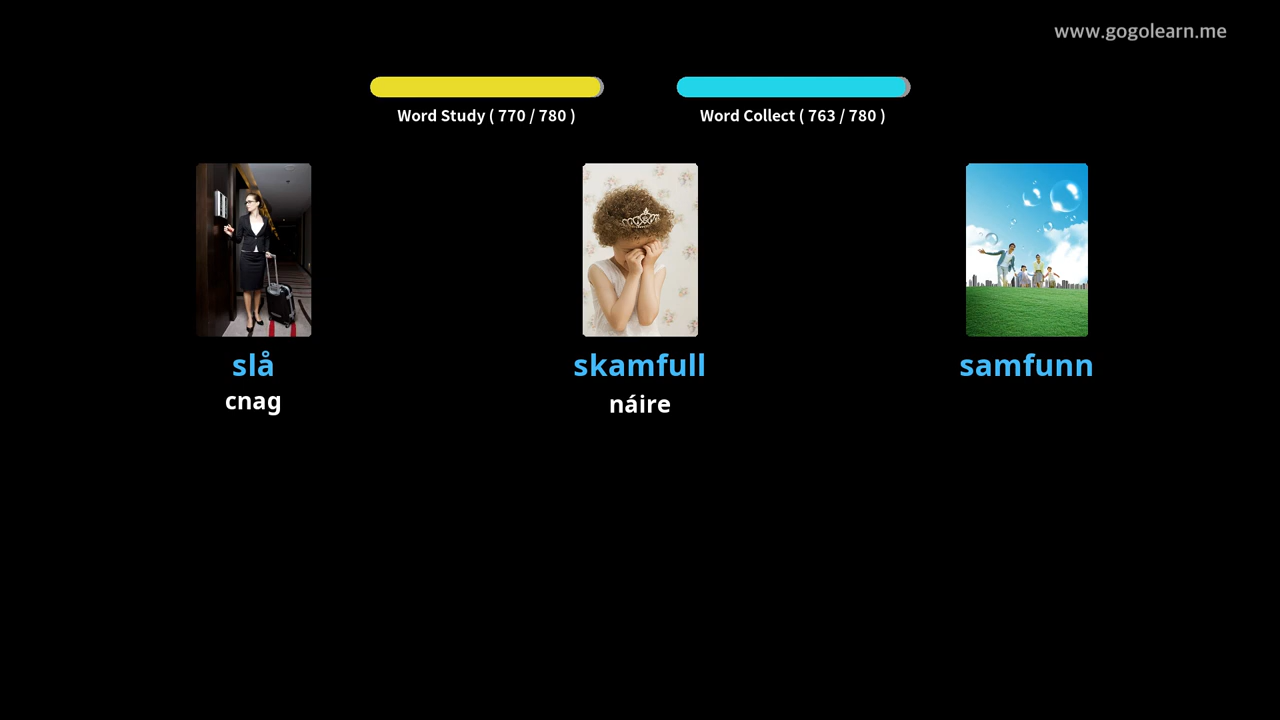 www.gogolearn.me
Word Study ( 770 / 780 )
Word Collect ( 763 / 780 )
slå
skamfull
samfunn
cnag
náire